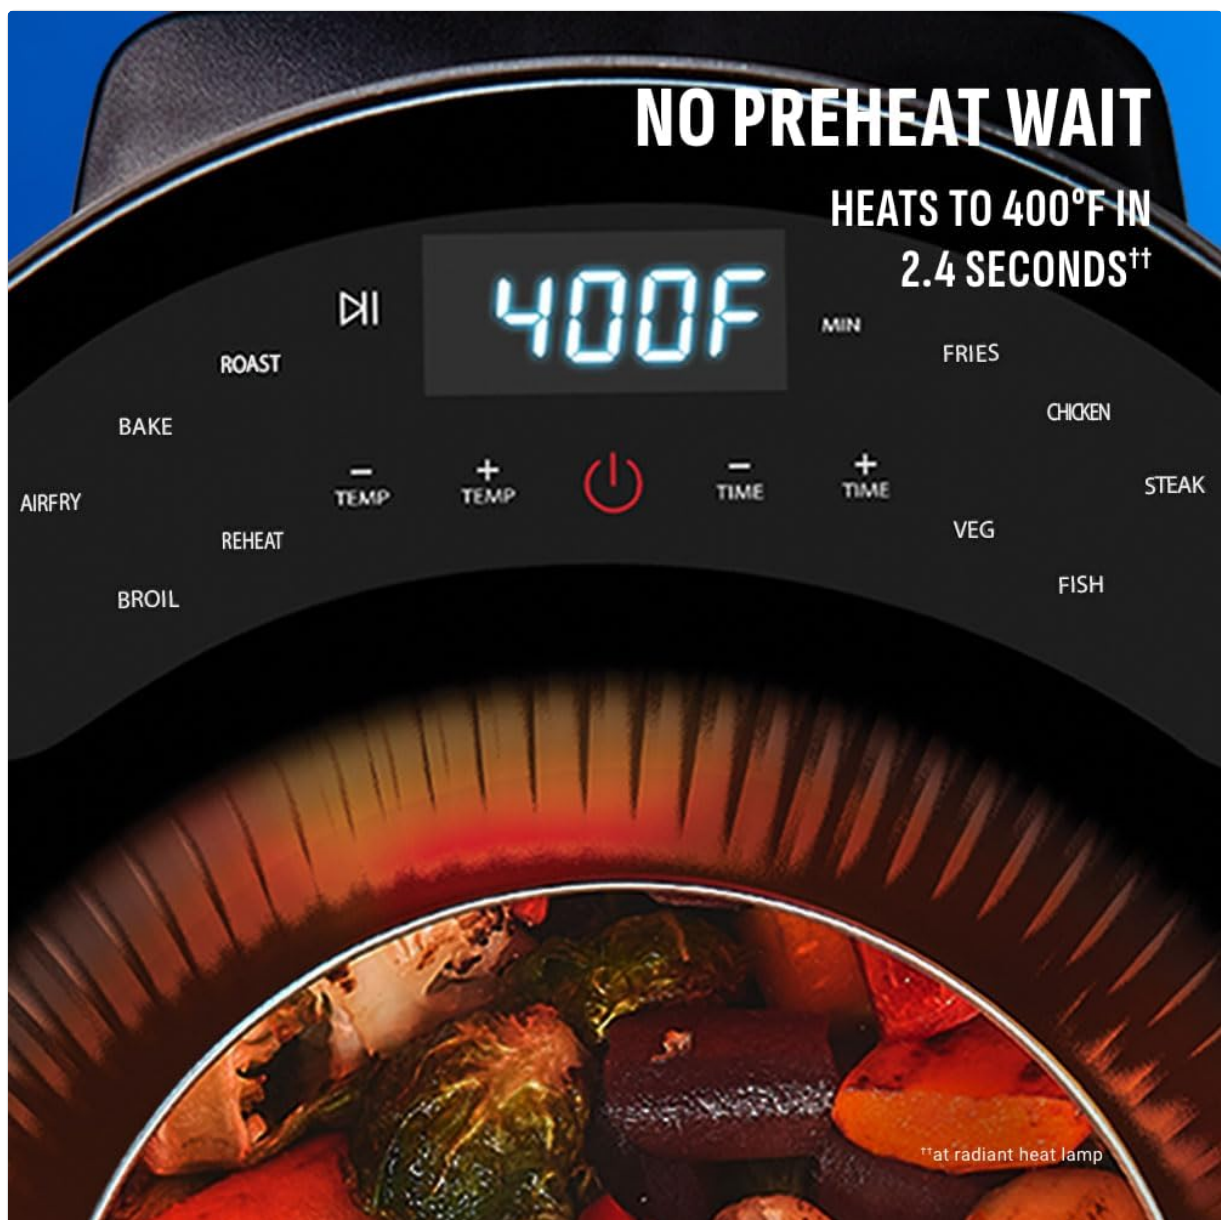 NO PREHEAT WAIT
HEATS TO 400°F IN
2.4 SECONDS††
400F
MIN
ROAST
FRIES
BAKE
CHICKEN
AIRFRY
− TEMP
+ TEMP
− TIME
+ TIME
STEAK
REHEAT
VEG
BROIL
FISH
††at radiant heat lamp